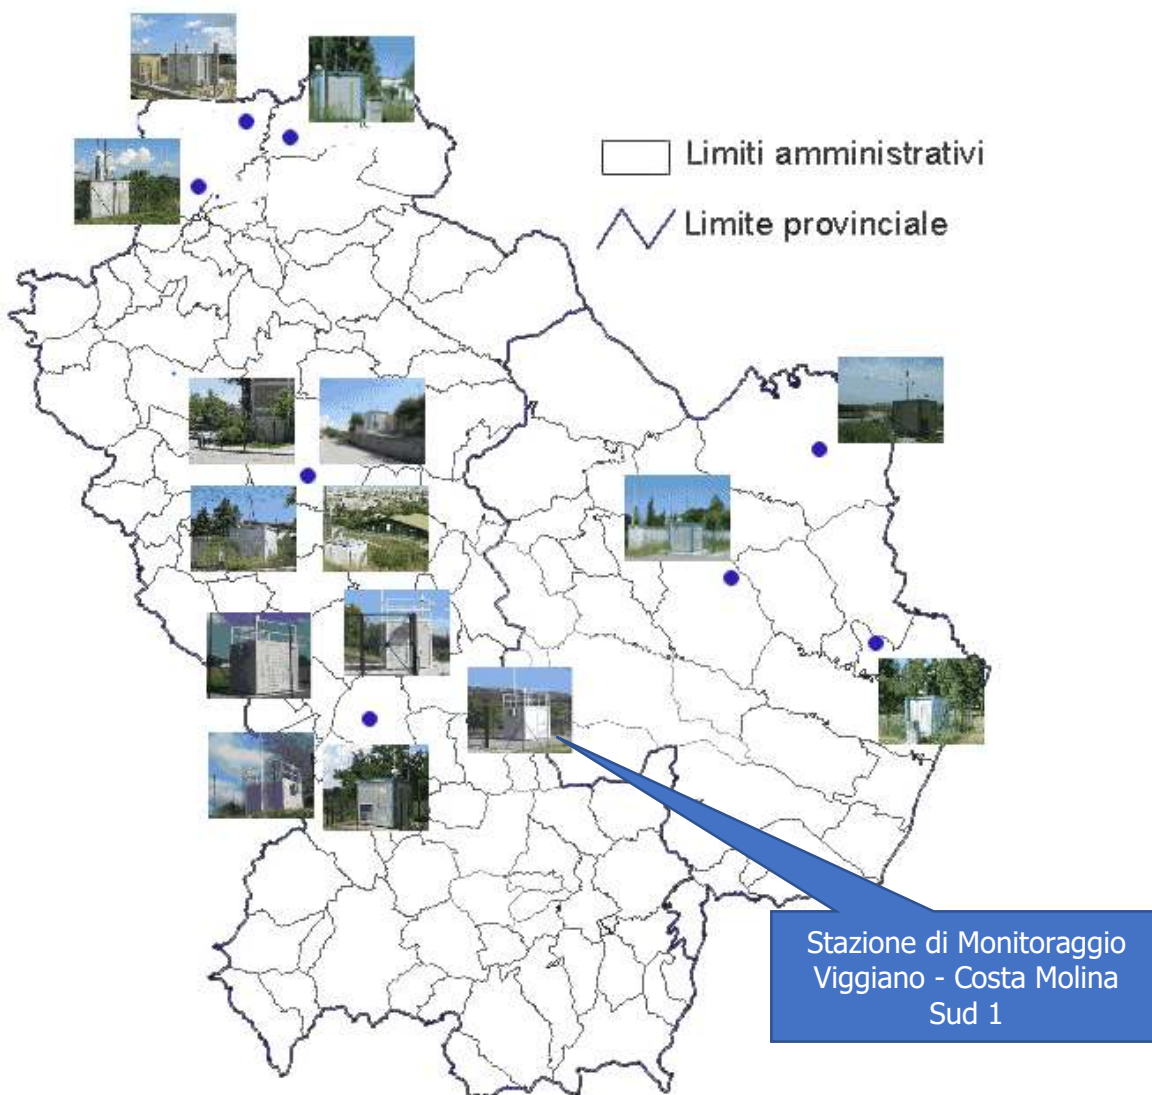 Limiti amministrativi
Limite provinciale
Stazione di Monitoraggio
Viggiano - Costa Molina
Sud 1